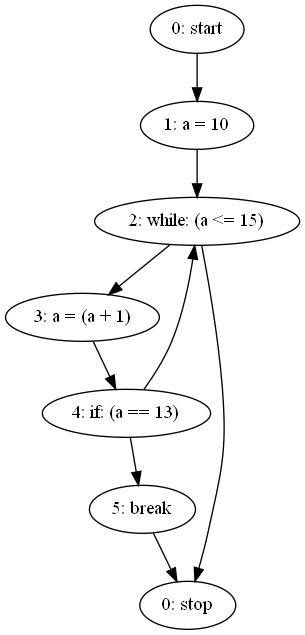 0: start
1: a = 10
2: while: (a <= 15)
3: a = (a + 1)
4: if: (a == 13)
5: break
0: stop